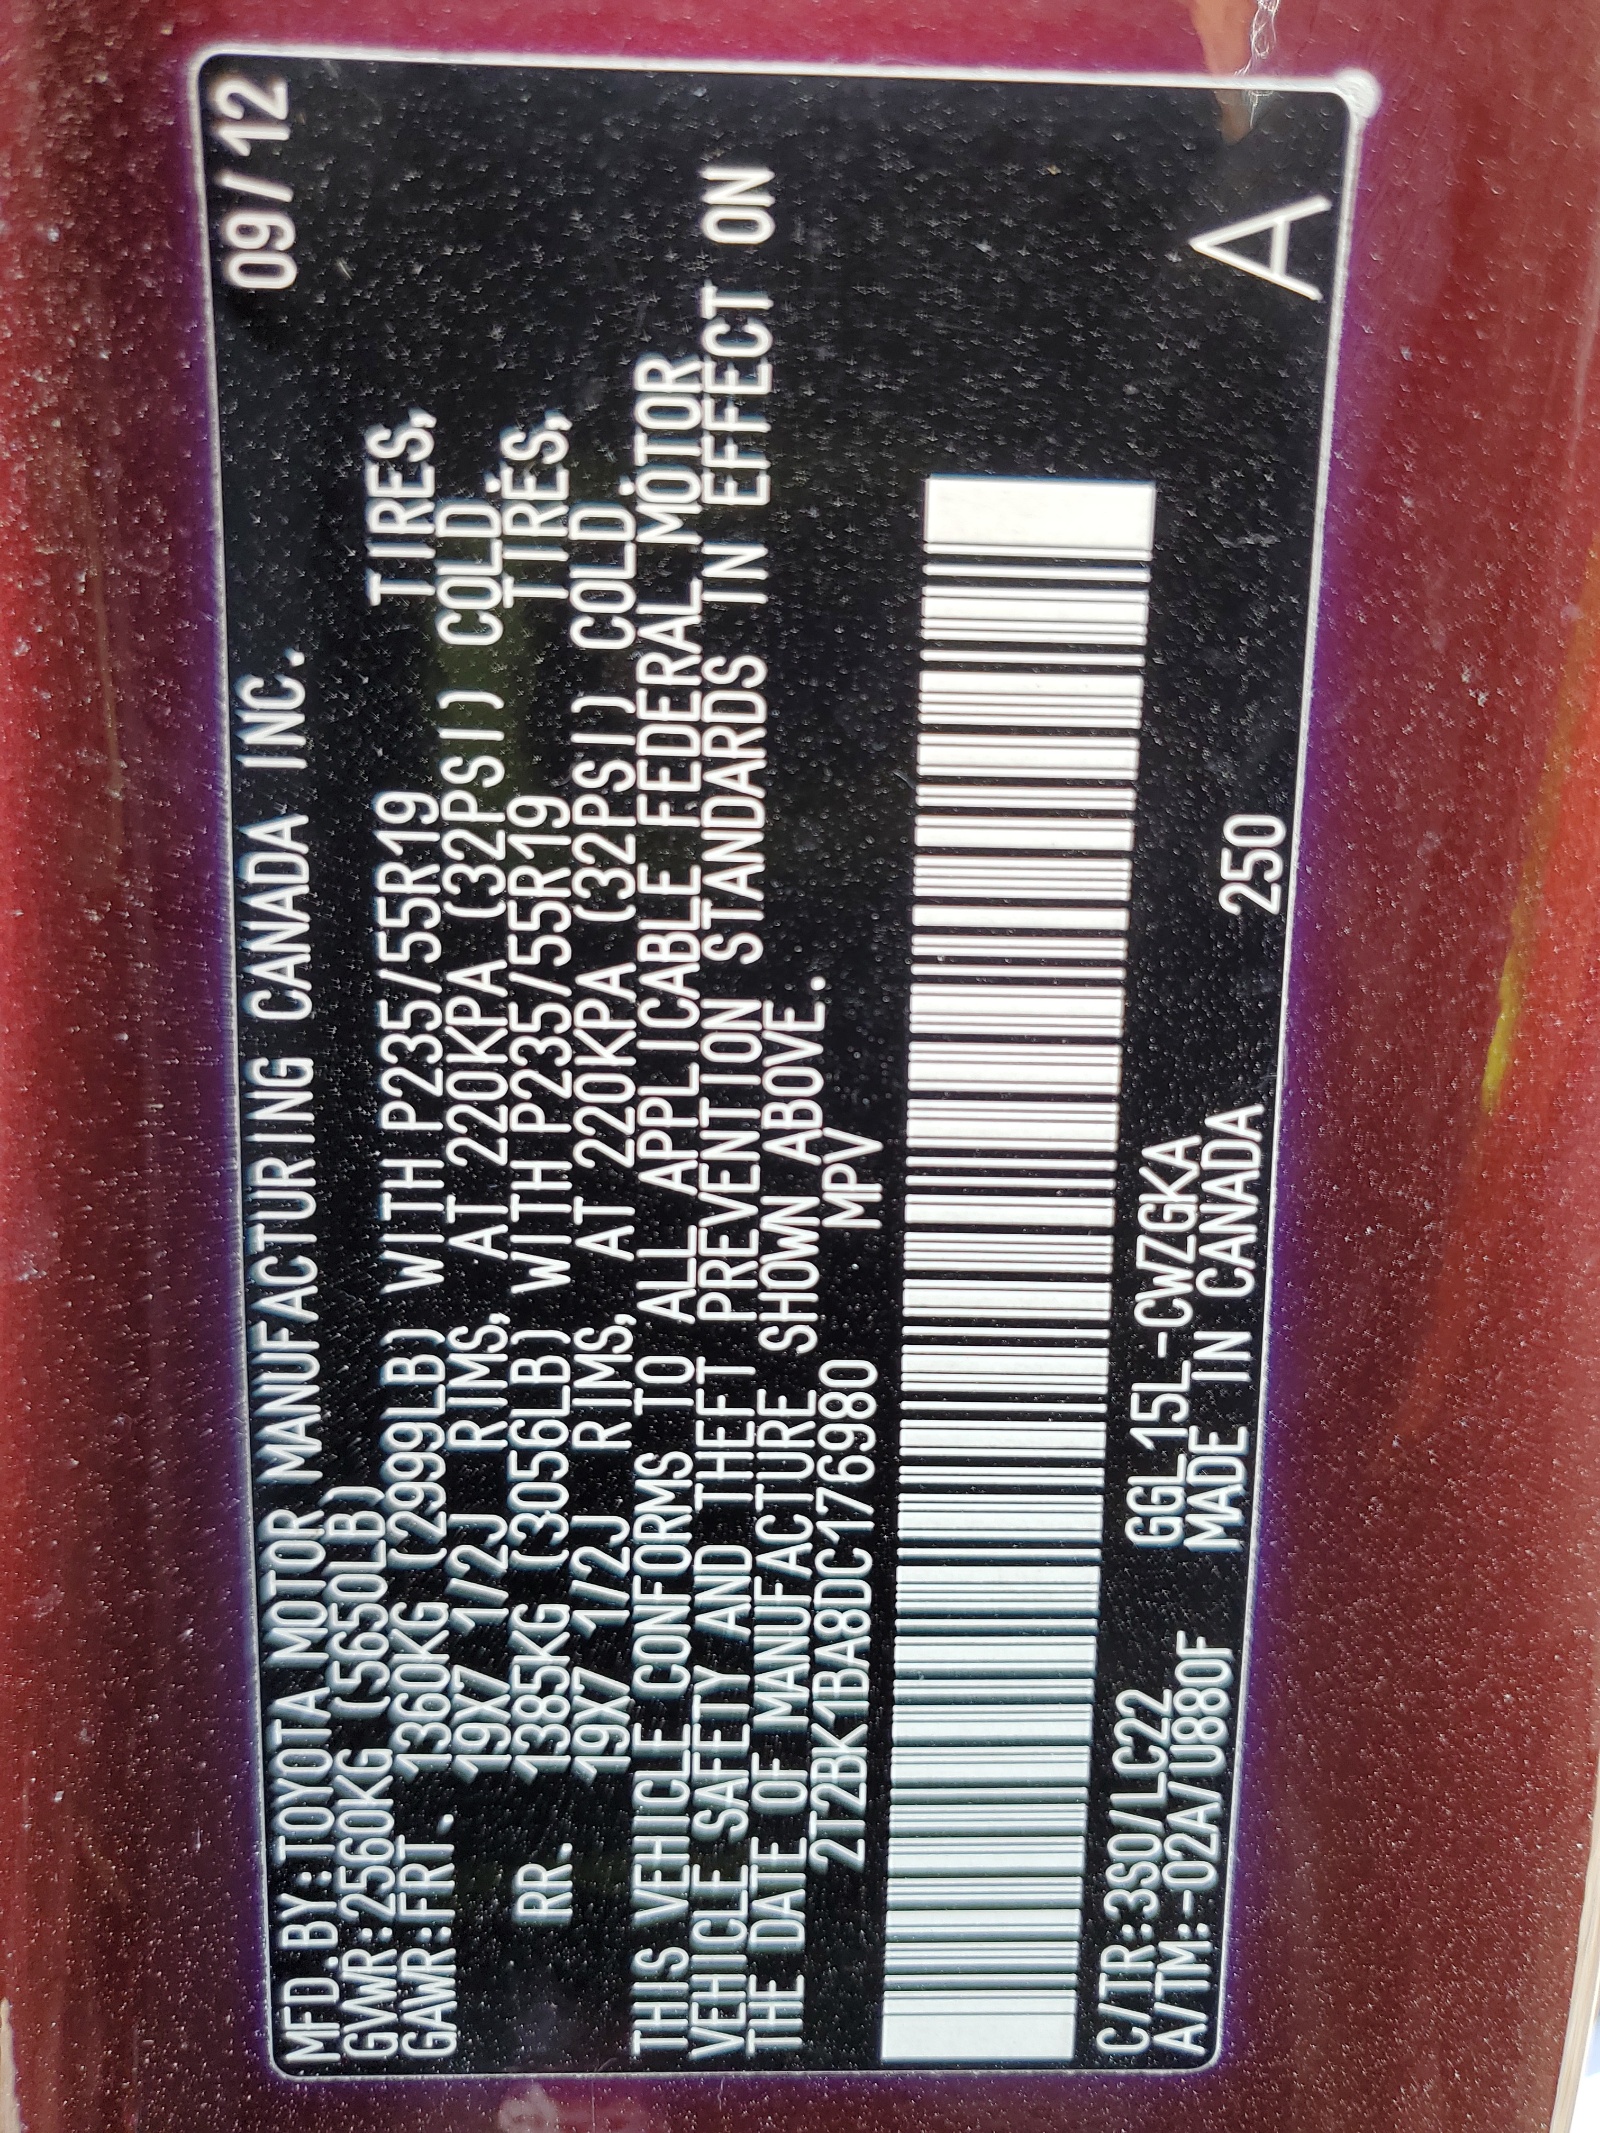 MFD.BY:TOYOTA MOTOR MANUFACTURING CANADA INC. 09/12
GVWR:2560KG (5650LB)
GAWR:FRT. 1360KG (2999LB) WITH P235/55R19 TIRES,
19X7 1/2J RIMS, AT 220KPA (32PSI) COLD
RR. 1385KG (3056LB) WITH P235/55R19 TIRES,
19X7 1/2J RIMS, AT 220KPA (32PSI) COLD.
THIS VEHICLE CONFORMS TO ALL APPLICABLE FEDERAL MOTOR
VEHICLE SAFETY AND THEFT PREVENTION STANDARDS IN EFFECT ON
THE DATE OF MANUFACTURE SHOWN ABOVE.
2T2BK1BA8DC176980 MPV
C/TR:3S0/LC22 GGL15L-CWZGKA
A/TM:-02A/U880F MADE IN CANADA 250 A